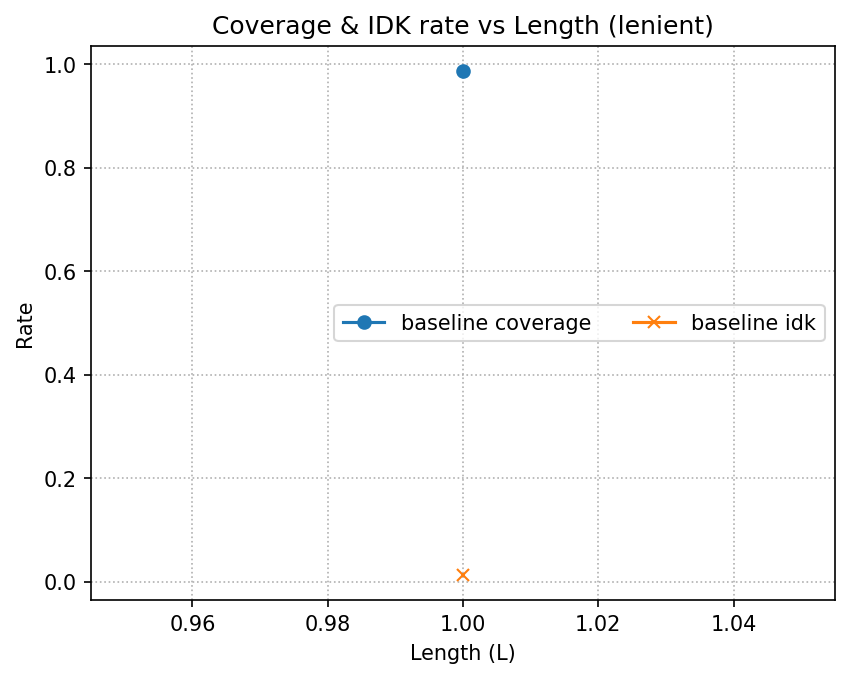 Coverage & IDK rate vs Length (lenient)
1.0
0.8
0.6
0.4
0.2
0.0
Rate
baseline coverage baseline idk
0.96 0.98 1.00 1.02 1.04
Length (L)